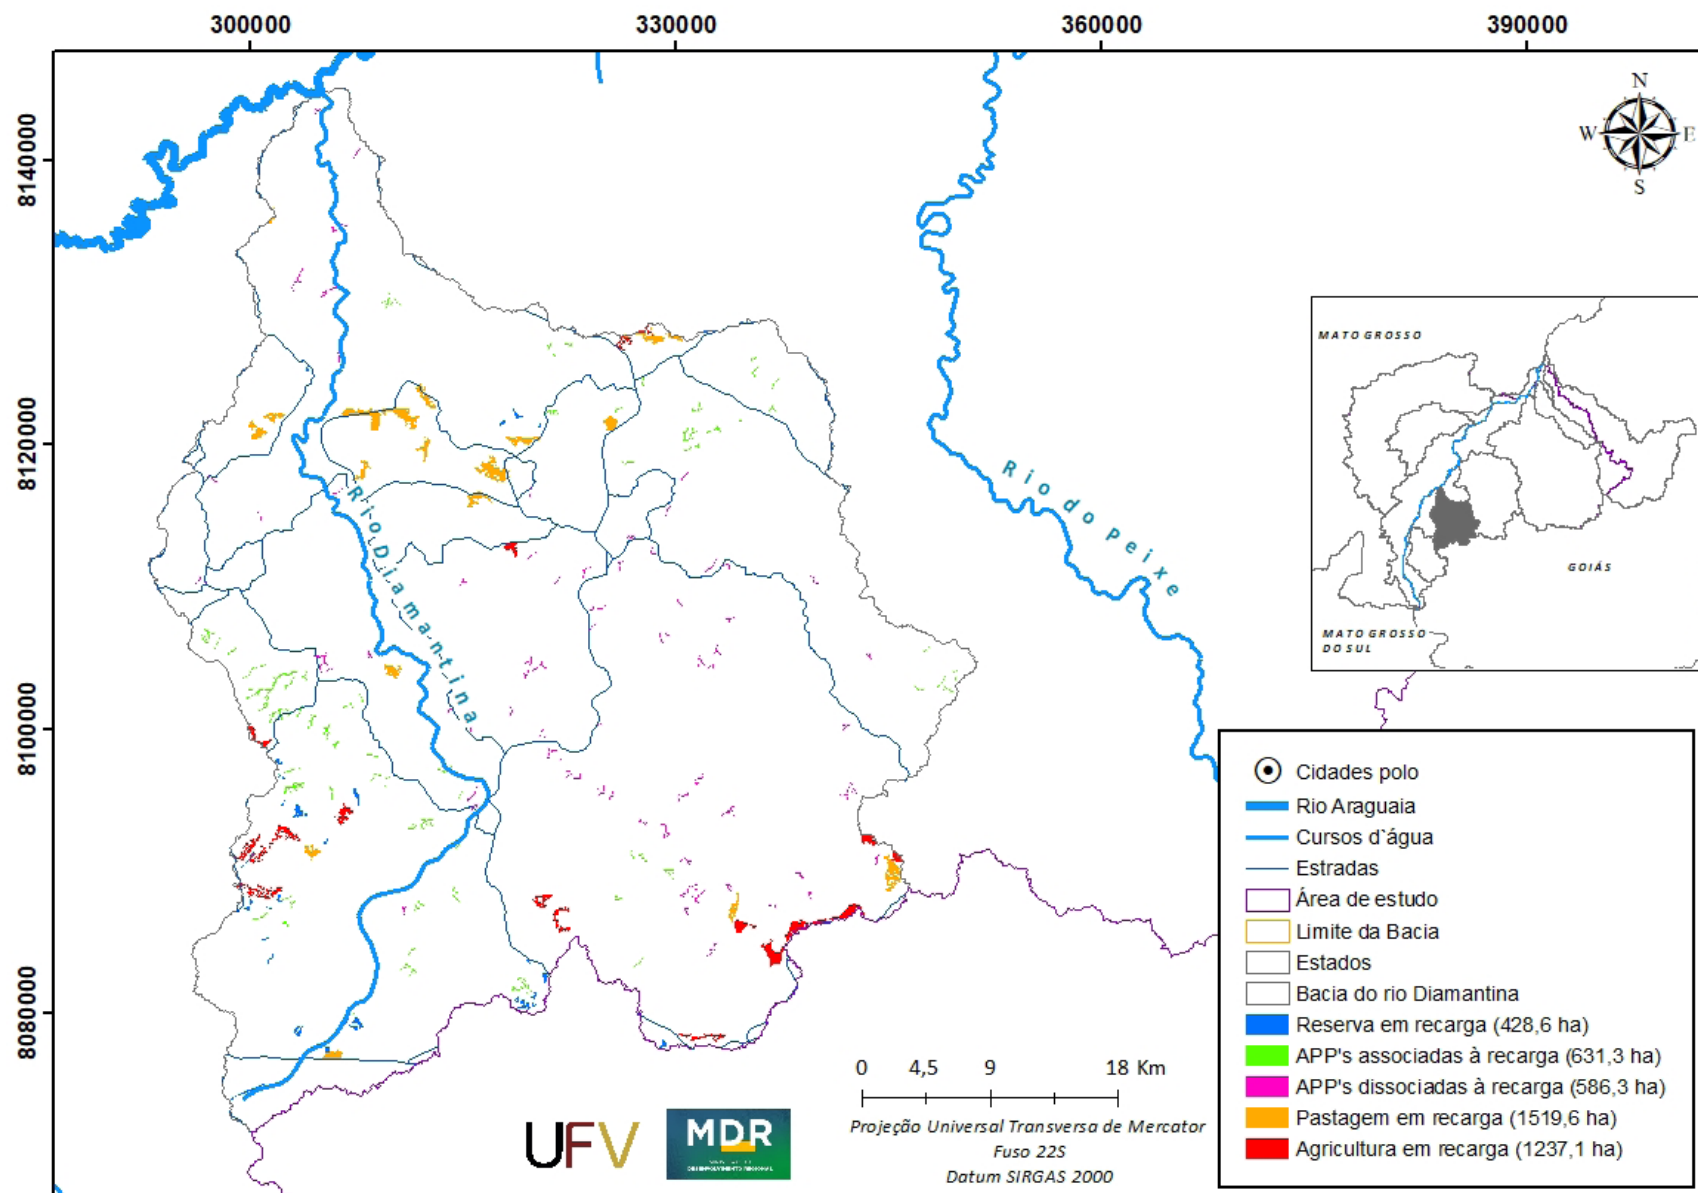 300000
330000
360000
390000
8140000
8120000
8100000
8080000
N
W
E
S
Rio Diamantina
Rio do Peixe
MATO GROSSO
GOIÁS
MATO GROSSO
DO SUL
Cidades polo
Rio Araguaia
Cursos d`água
Estradas
Área de estudo
Limite da Bacia
Estados
Bacia do rio Diamantina
Reserva em recarga (428,6 ha)
APP's associadas à recarga (631,3 ha)
APP's dissociadas à recarga (586,3 ha)
Pastagem em recarga (1519,6 ha)
Agricultura em recarga (1237,1 ha)
0 4,5 9 18 Km
Projeção Universal Transversa de Mercator
Fuso 22S
Datum SIRGAS 2000
UFV
MDR
DESENVOLVIMENTO REGIONAL